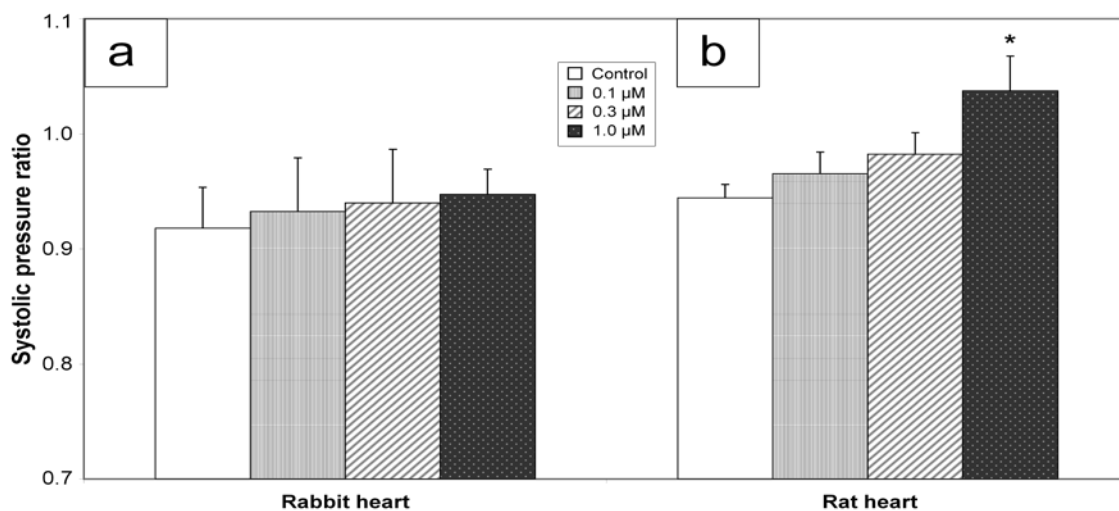 a
b
*
Control
0.1 µM
0.3 µM
1.0 µM
Systolic pressure ratio
1.1
1.0
0.9
0.8
0.7
Rabbit heart
Rat heart